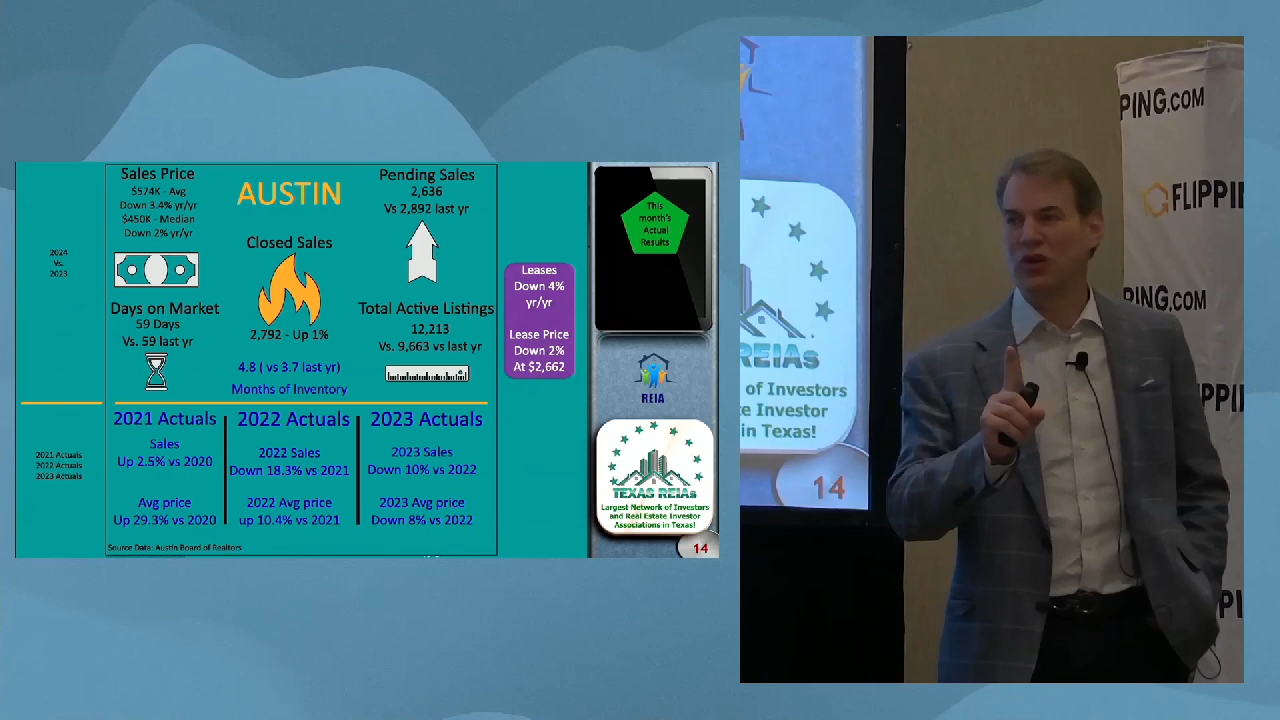 2024
Vs.
2023
Sales Price
$574K - Avg
Down 3.4% yr/yr
$450K - Median
Down 2% yr/yr
AUSTIN
Pending Sales
2,636
Vs 2,892 last yr
Closed Sales
2,792 - Up 1%
Days on Market
59 Days
Vs. 59 last yr
Total Active Listings
12,213
Vs. 9,663 vs last yr
4.8 ( vs 3.7 last yr)
Months of Inventory
Leases
Down 4%
yr/yr
Lease Price
Down 2%
At $2,662
2021 Actuals
2022 Actuals
2023 Actuals
2021 Actuals
Sales
Up 2.5% vs 2020
Avg price
Up 29.3% vs 2020
2022 Actuals
2022 Sales
Down 18.3% vs 2021
2022 Avg price
up 10.4% vs 2021
2023 Actuals
2023 Sales
Down 10% vs 2022
2023 Avg price
Down 8% vs 2022
Source Data: Austin Board of Realtors
This
month's
Actual
Results
REIA
TEXAS REIAs
Largest Network of Investors
and Real Estate Investor
Associations in Texas!
14
REIAs
of Investors
te Investor
in Texas!
14
PING.COM
FLIPPI
PING.COM
IPPI
PI
FLIP